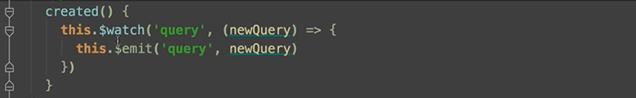 created() {
this.$watch('query', (newQuery) => {
this.$emit('query', newQuery)
})
}